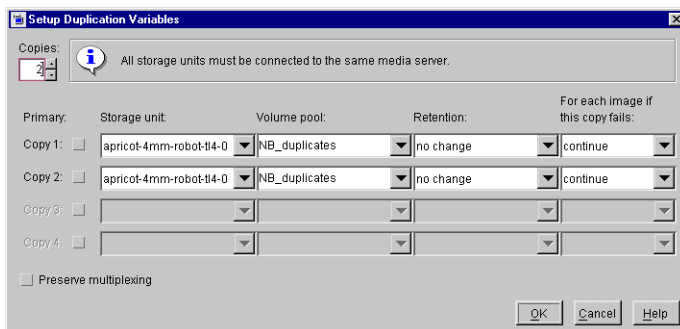 Setup Duplication Variables
Copies:
2
All storage units must be connected to the same media server.
For each image if
Primary: Storage unit: Volume pool: Retention: this copy fails:
Copy 1: apricot-4mm-robot-tl4-0 NB_duplicates no change continue
Copy 2: apricot-4mm-robot-tl4-0 NB_duplicates no change continue
Copy 3:
Copy 4:
Preserve multiplexing
OK Cancel Help